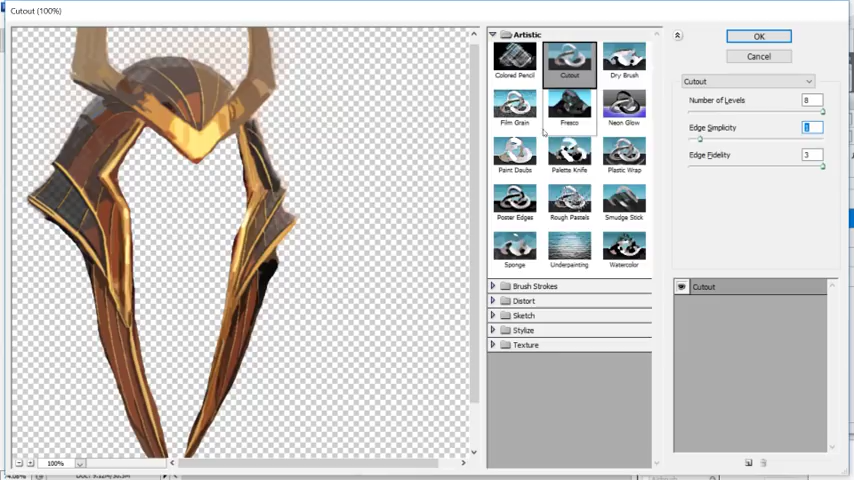 Cutout (100%)
Artistic
OK
Colored Pencil
Cutout
Dry Brush
Cancel
Cutout
Number of Levels
8
Film Grain
Fresco
Neon Glow
Edge Simplicity
1
Edge Fidelity
3
Paint Daubs
Palette Knife
Plastic Wrap
Poster Edges
Rough Pastels
Smudge Stick
Sponge
Underpainting
Watercolor
Brush Strokes
Distort
Sketch
Stylize
Texture
Cutout
100%